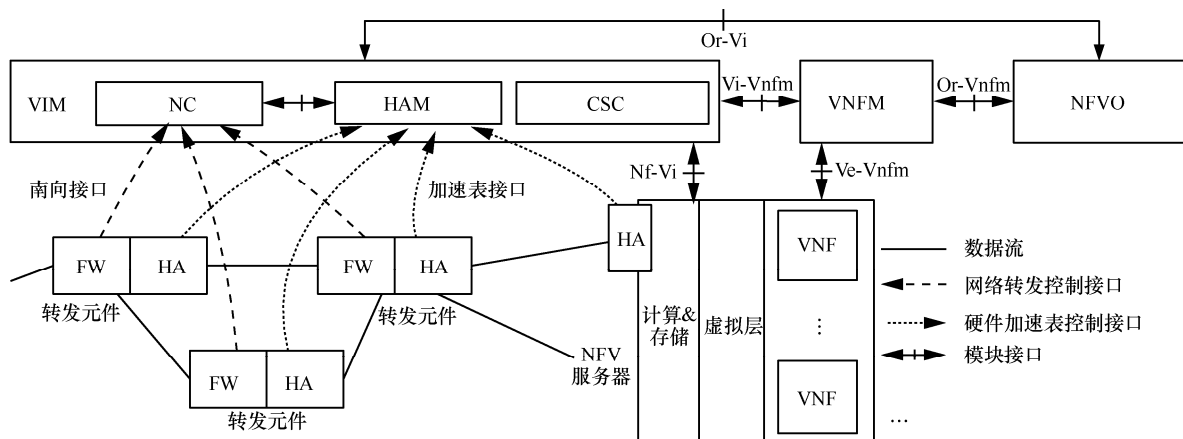 Or-Vi
VIM
NC
HAM
CSC
Vi-Vnfm
VNFM
Or-Vnfm
NFVO
南向接口
加速表接口
Nf-Vi
Ve-Vnfm
FW
HA
转发元件
FW
HA
转发元件
HA
FW
HA
转发元件
NFV
服务器
计算&
存储
虚拟层
VNF
⋮
VNF
…
数据流
网络转发控制接口
硬件加速表控制接口
模块接口